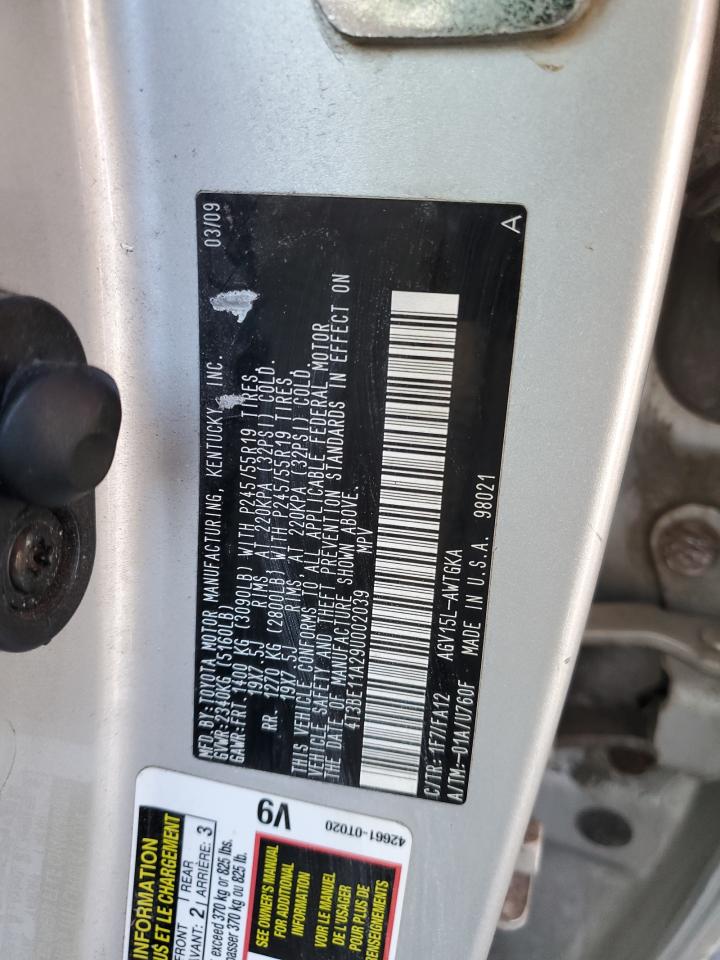 MFD BY: TOYOTA MOTOR MANUFACTURING, KENTUCKY, INC. 03/09
GVWR:2340KG (5160LB)
GAWR:FRT 1400 KG (3090LB) WITH P245/55R19 TIRES
19X7.5J RIMS, AT 220KPA (32PSI) COLD.
RR. 1270 KG (2800LB) WITH P245/55R19 TIRES
19X7.5J RIMS, AT 220KPA (32PSI) COLD.
THIS VEHICLE CONFORMS TO ALL APPLICABLE FEDERAL MOTOR
VEHICLE SAFETY AND THEFT PREVENTION STANDARDS IN EFFECT ON
THE DATE OF MANUFACTURE SHOWN ABOVE.
4T3BE11A290002039 MPV
C/TR: 1F7/FA12 AGV15L-AWTGKA
A/TM:-01A/U760F MADE IN U.S.A. 98021 A
V9
42661-0T020
INFORMATION
US ET LE CHARGEMENT
FRONT
AVANT: 2
REAR
ARRIÈRE: 3
exceed 370 kg or 825 lbs.
passer 370 kg ou 825 lb.
SEE OWNER'S MANUAL
FOR ADDITIONAL
INFORMATION
VOIR LE MANUEL
DE L'USAGER
POUR PLUS DE
RENSEIGNEMENTS